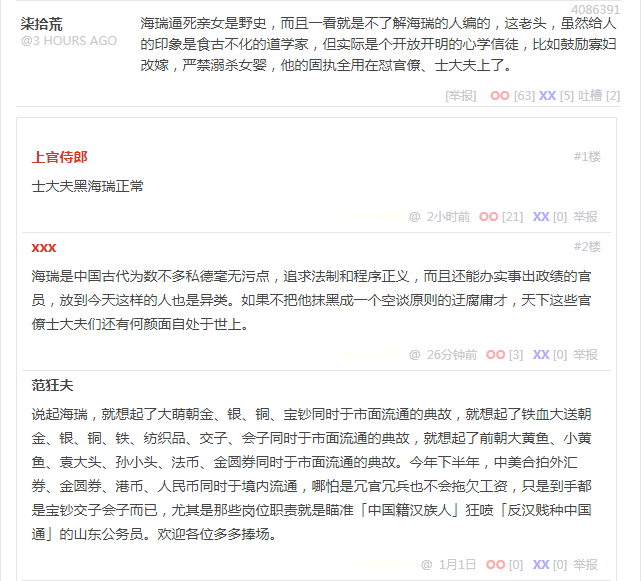 4086391
柒拾荒
@3 HOURS AGO
海瑞逼死亲女是野史，而且一看就是不了解海瑞的人编的，这老头，虽然给人
的印象是食古不化的道学家，但实际是个开放开明的心学信徒，比如鼓励寡妇
改嫁，严禁溺杀女婴，他的固执全用在怼官僚、士大夫上了。
[举报] OO [63] XX [5] 吐槽 [2]
上官侍郎 #1楼
士大夫黑海瑞正常
@ 2小时前 OO [21] XX [0] 举报
xxx #2楼
海瑞是中国古代为数不多私德毫无污点，追求法制和程序正义，而且还能办实事出政绩的官
员，放到今天这样的人也是异类。如果不把他抹黑成一个空谈原则的迂腐庸才，天下这些官
僚士大夫们还有何颜面自处于世上。
@ 26分钟前 OO [3] XX [0] 举报
范狂夫
说起海瑞，就想起了大萌朝金、银、铜、宝钞同时于市面流通的典故，就想起了铁血大送朝
金、银、铜、铁、纺织品、交子、会子同时于市面流通的典故，就想起了前朝大黄鱼、小黄
鱼、袁大头、孙小头、法币、金圆券同时于市面流通的典故。今年下半年，中美合拍外汇
券、金圆券、港币、人民币同时于境内流通，哪怕是冗官冗兵也不会拖欠工资，只是到手都
是宝钞交子会子而已，尤其是那些岗位职责就是瞄准「中国籍汉族人」狂喷「反汉贱种中国
通」的山东公务员。欢迎各位多多捧场。
@ 1月1日 OO [0] XX [0] 举报